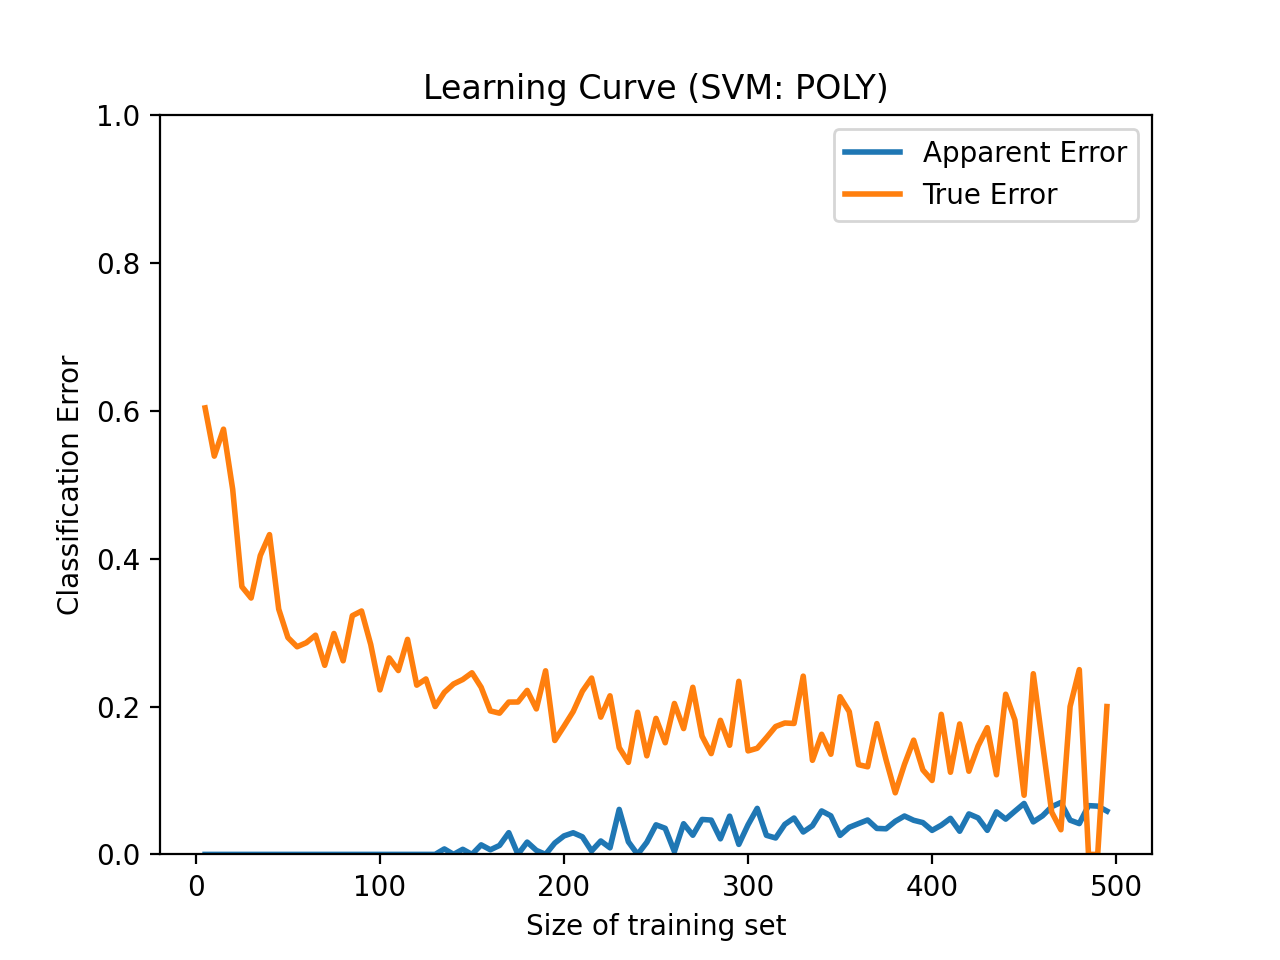 Learning Curve (SVM: POLY)
1.0
0.8
0.6
0.4
0.2
0.0
Classification Error
Apparent Error
True Error
0 100 200 300 400 500
Size of training set